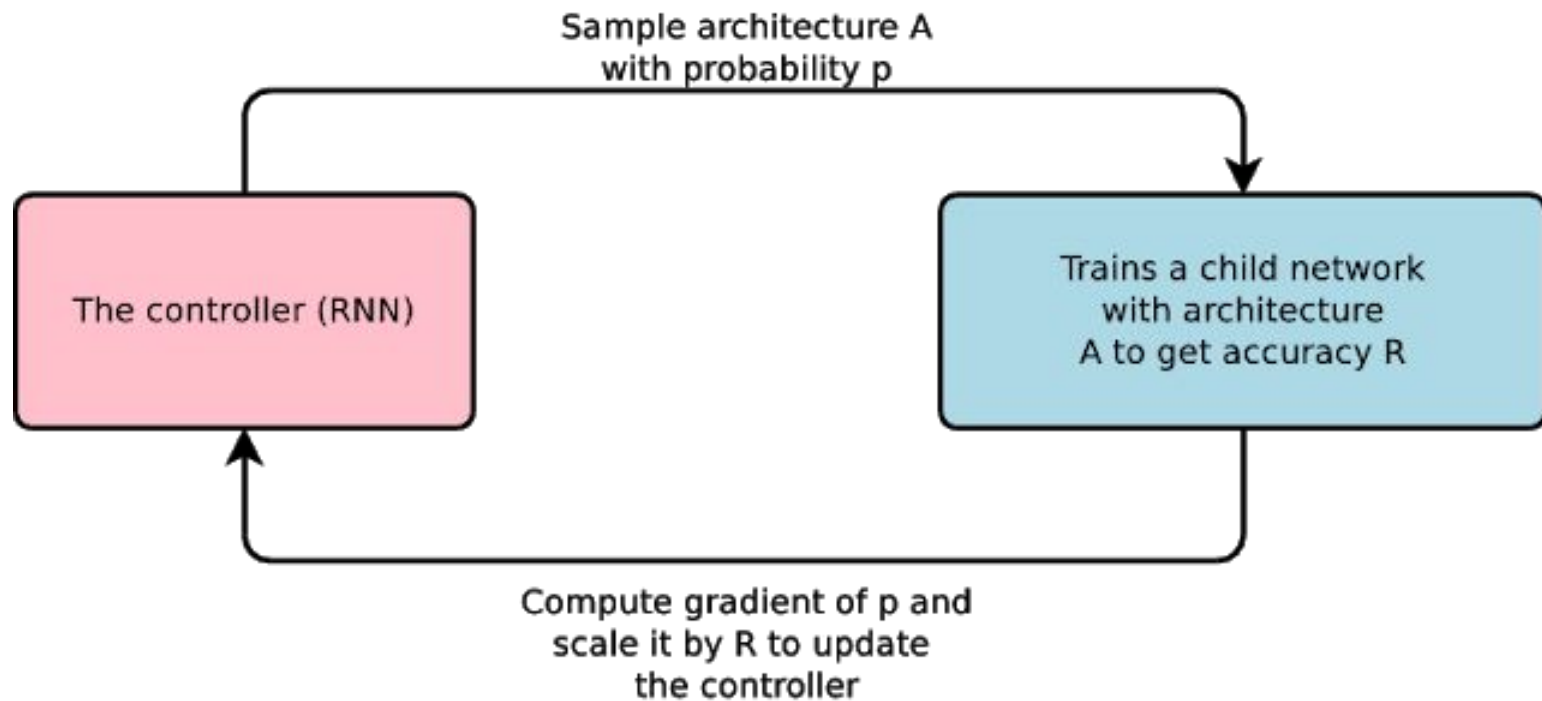 Sample architecture A
with probability p
The controller (RNN)
Trains a child network
with architecture
A to get accuracy R
Compute gradient of p and
scale it by R to update
the controller